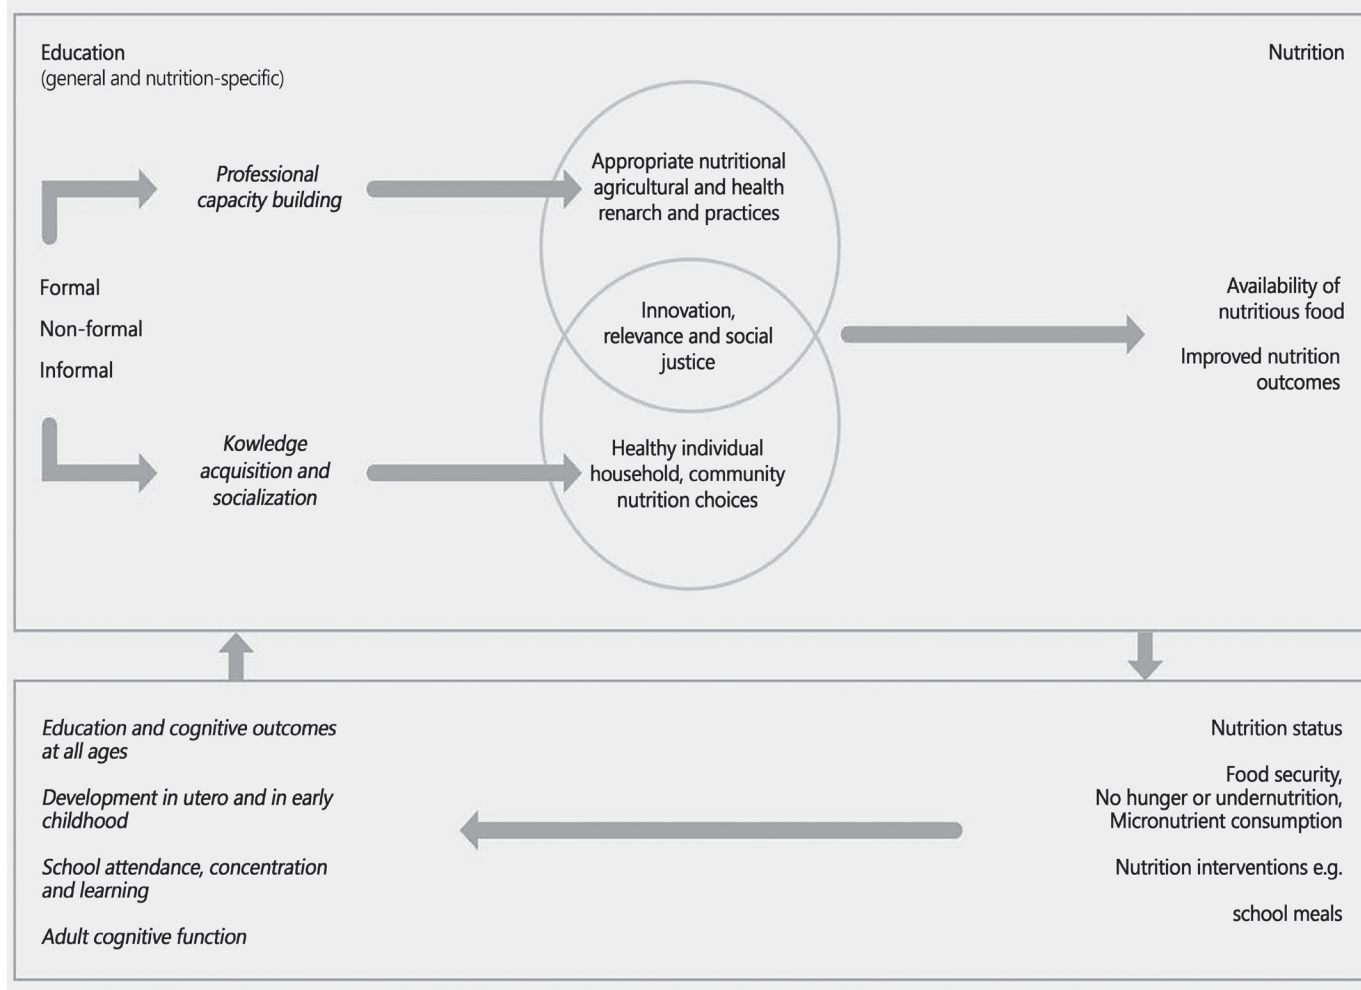 Education
(general and nutrition-specific)
Nutrition
Professional
capacity building
Appropriate nutritional
agricultural and health
renarch and practices
Formal
Non-formal
Informal
Innovation,
relevance and social
justice
Availability of
nutritious food
Improved nutrition
outcomes
Kowledge
acquisition and
socialization
Healthy individual
household, community
nutrition choices
Education and cognitive outcomes
at all ages
Development in utero and in early
childhood
School attendance, concentration
and learning
Adult cognitive function
Nutrition status
Food security,
No hunger or undernutrition,
Micronutrient consumption
Nutrition interventions e.g.
school meals